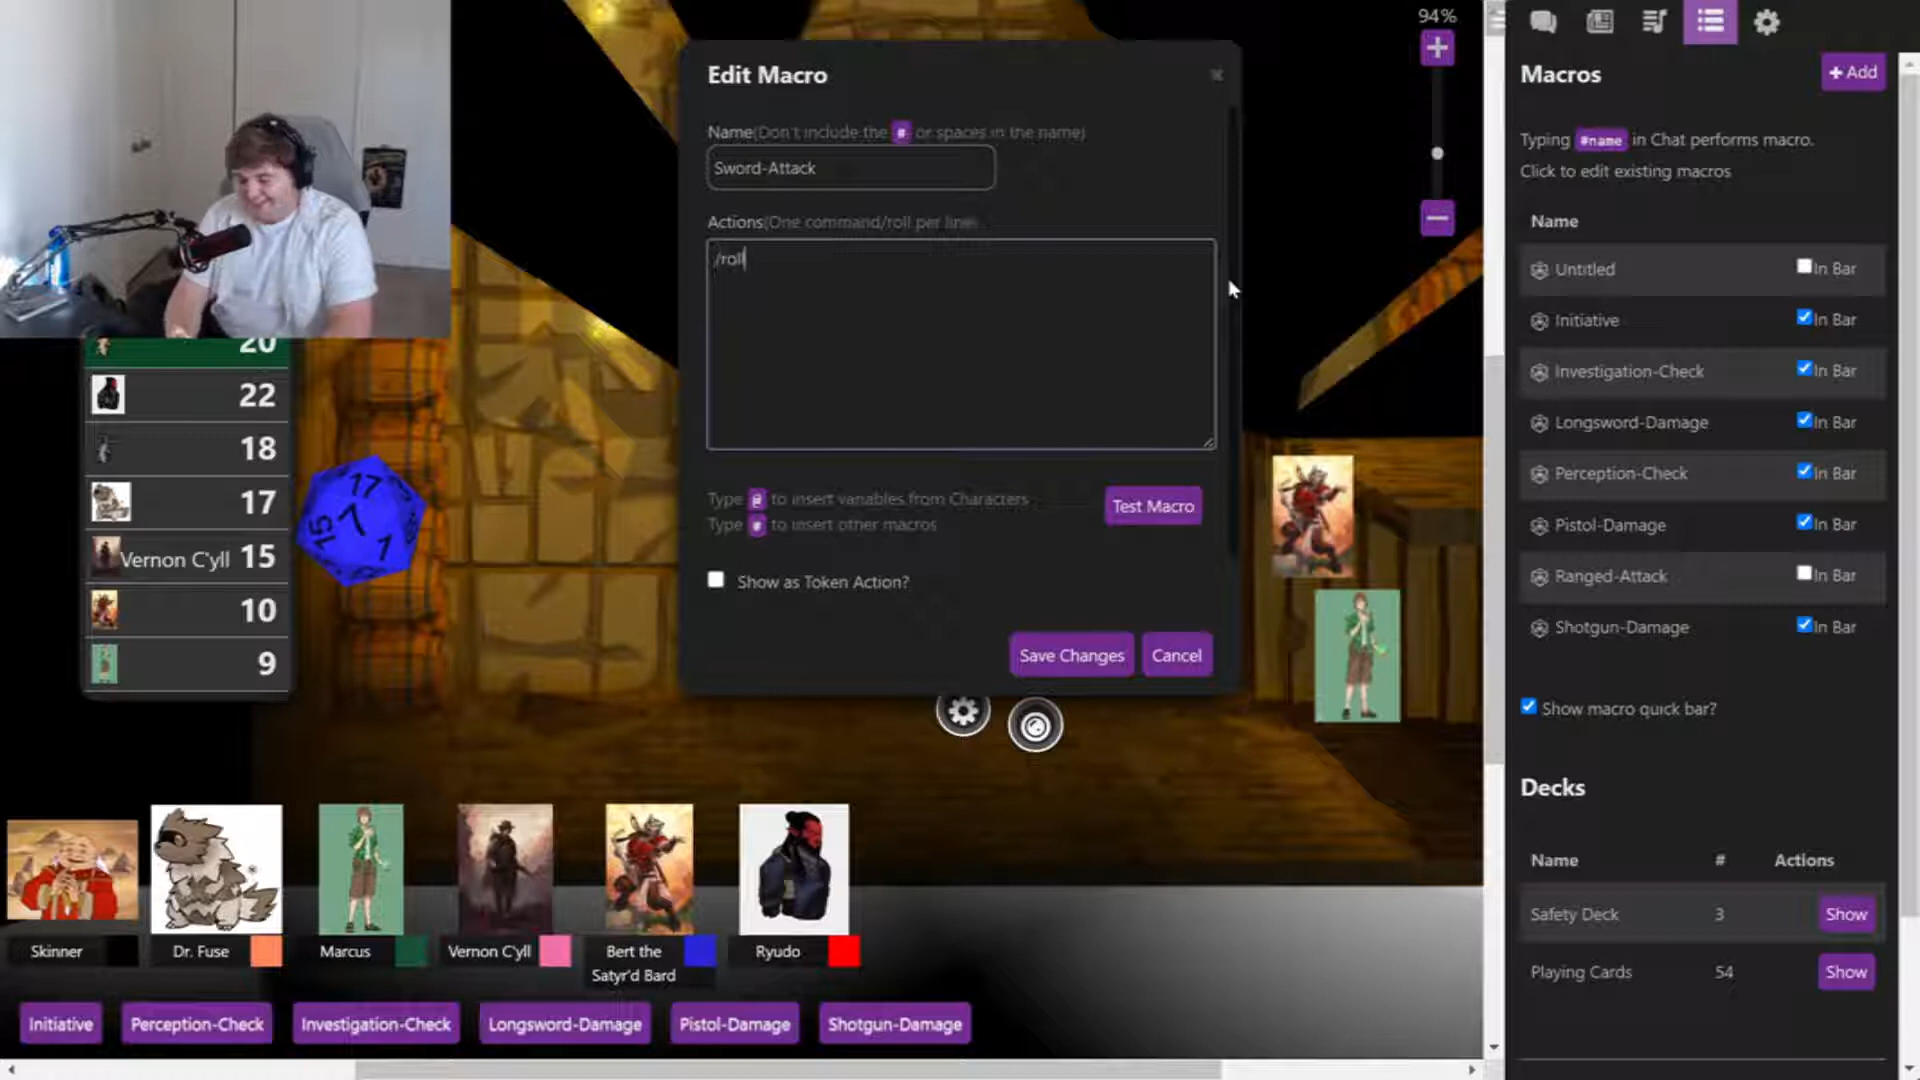 94%
Edit Macro
×
Name(Don't include the # or spaces in the name)
Sword-Attack
Actions(One command/roll per line)
/roll
Type @ to insert variables from Characters
Type # to insert other macros
Test Macro
Show as Token Action?
Save Changes
Cancel
20
22
18
17
Vernon C'yll 15
10
9
17
7
15
1
Skinner
Dr. Fuse
Marcus
Vernon C'yll
Bert the
Satyr'd Bard
Ryudo
Initiative
Perception-Check
Investigation-Check
Longsword-Damage
Pistol-Damage
Shotgun-Damage
Macros
+ Add
Typing #name in Chat performs macro.
Click to edit existing macros
Name
Untitled In Bar
Initiative In Bar
Investigation-Check In Bar
Longsword-Damage In Bar
Perception-Check In Bar
Pistol-Damage In Bar
Ranged-Attack In Bar
Shotgun-Damage In Bar
Show macro quick bar?
Decks
Name # Actions
Safety Deck 3 Show
Playing Cards 54 Show